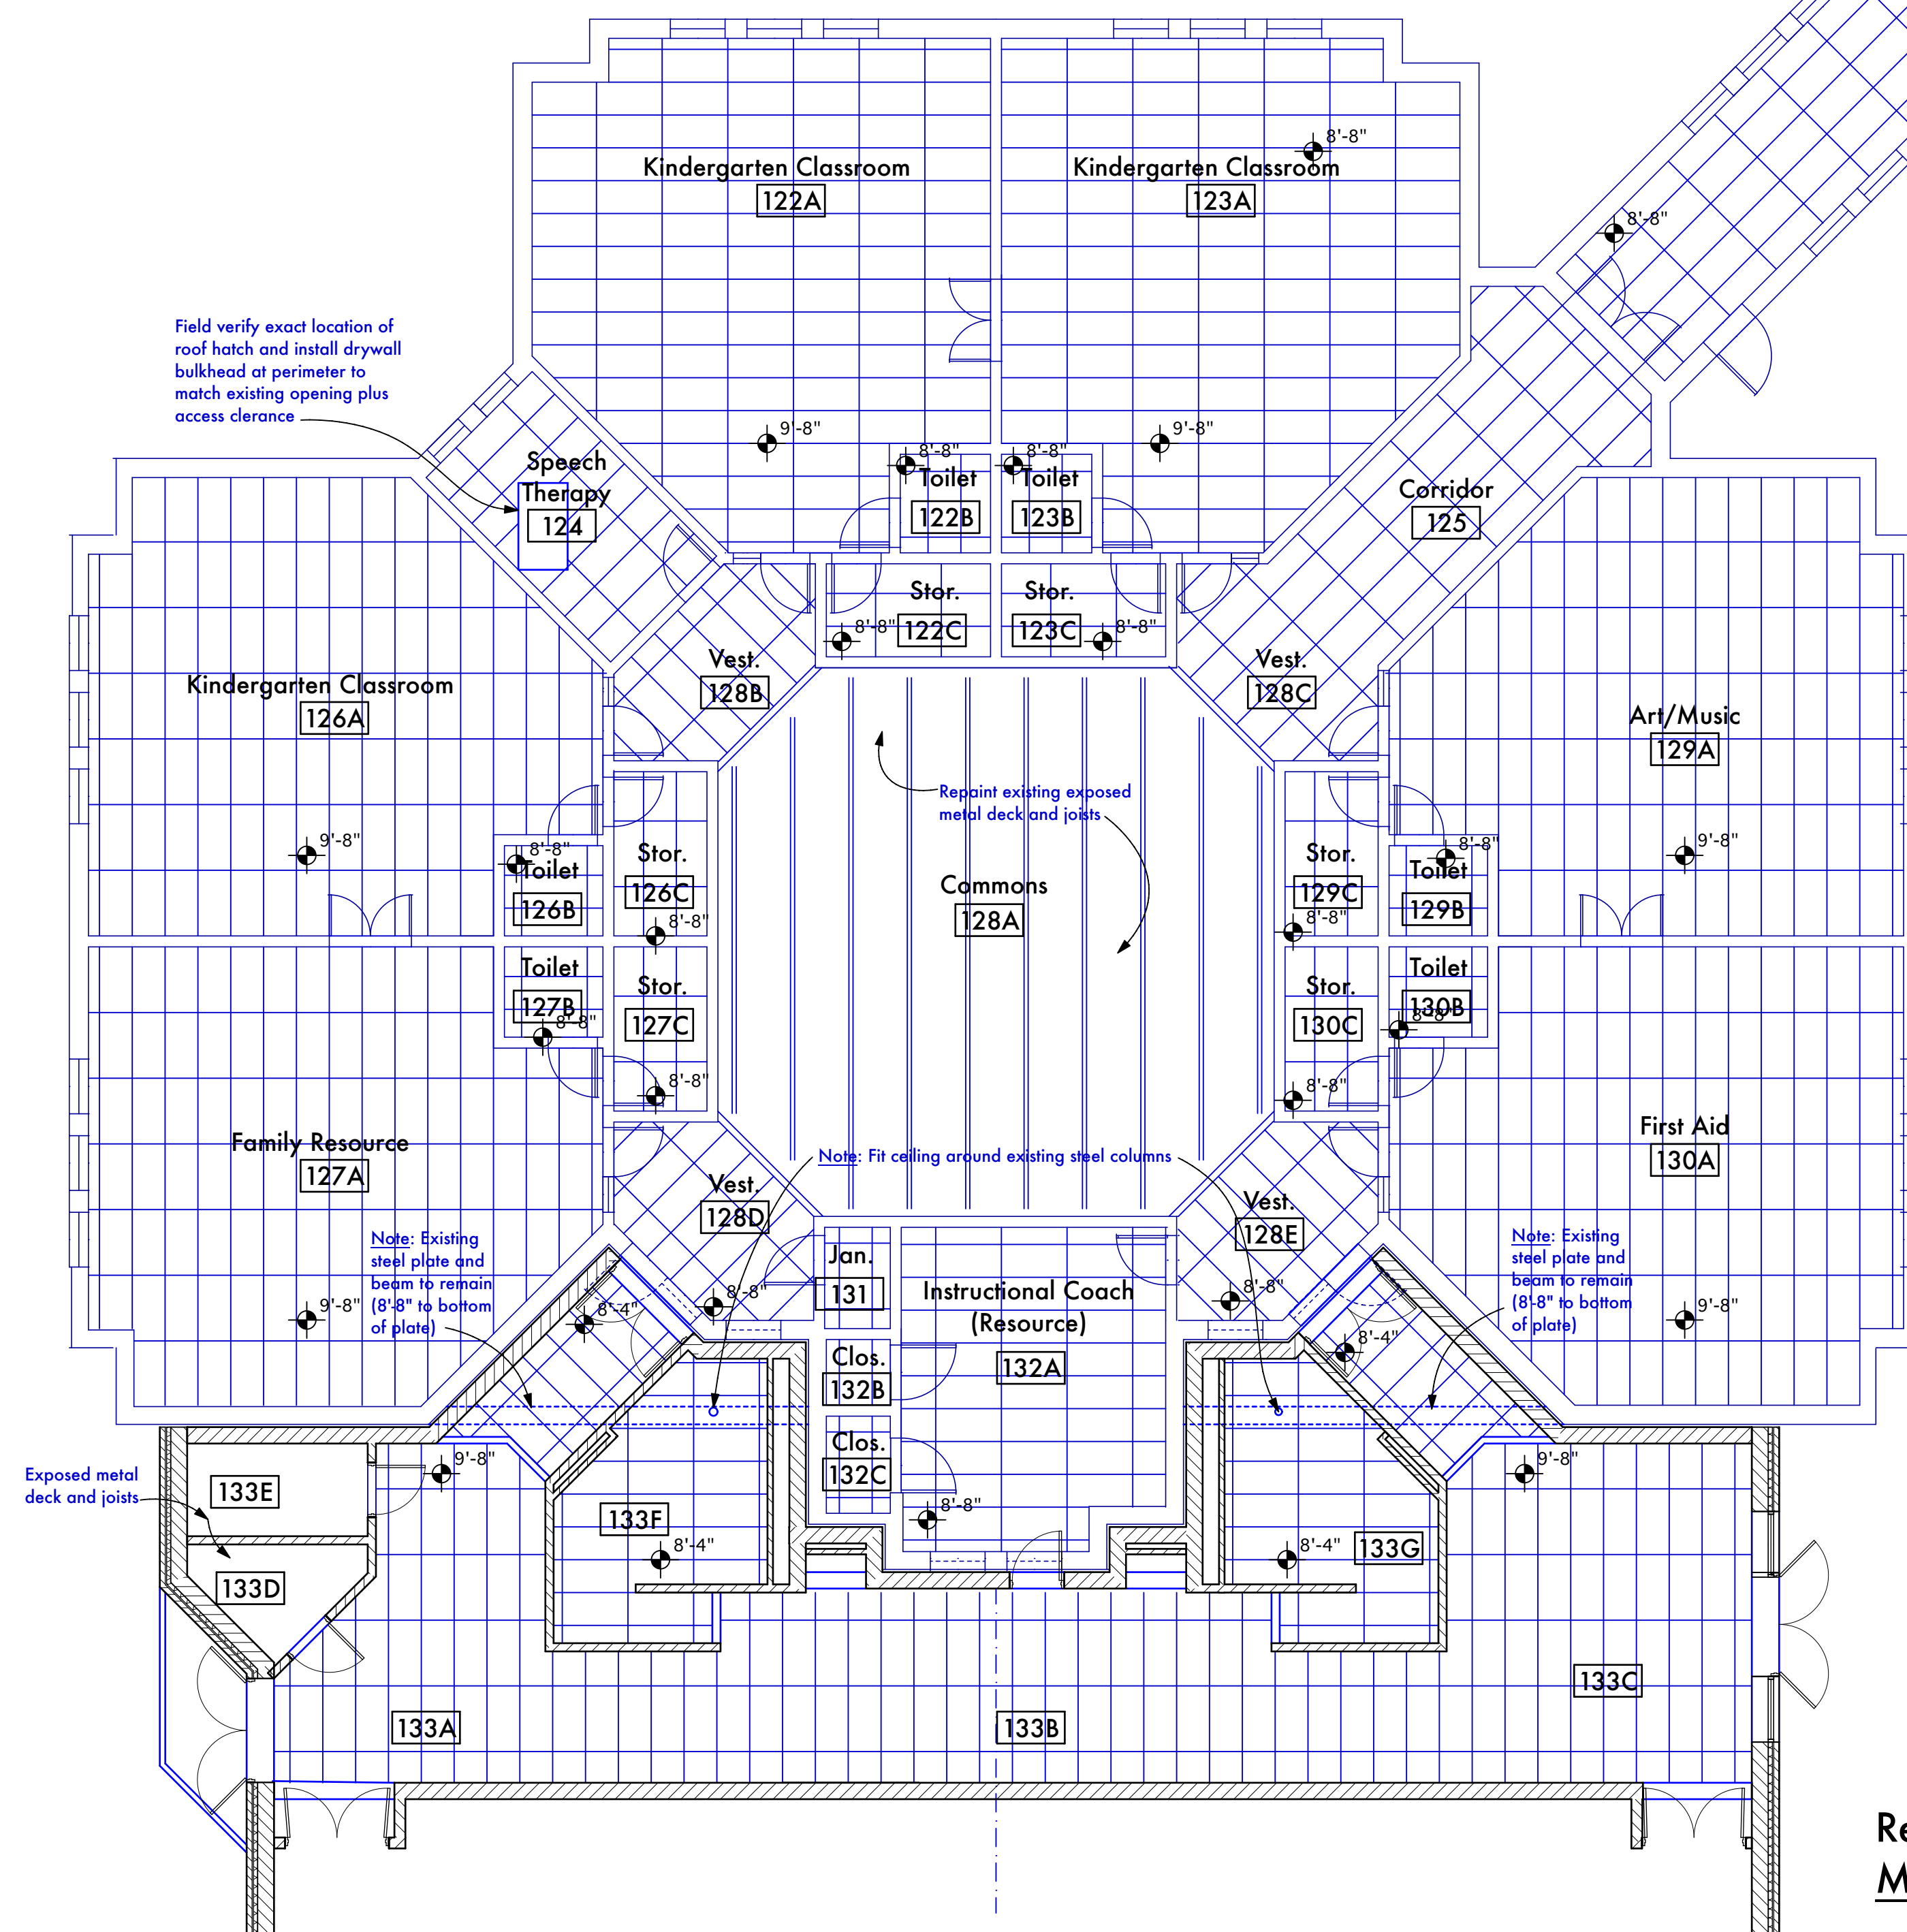 8'-8"
Kindergarten Classroom
122A
Kindergarten Classroom
123A
8'-8"
Field verify exact location of
roof hatch and install drywall
bulkhead at perimeter to
match existing opening plus
access clerance
9'-8"
8'-8"
8'-8"
9'-8"
Speech
Therapy
124
Toilet
122B
Toilet
123B
Corridor
125
Stor.
122C
8'-8"
Stor.
123C
8'-8"
Vest.
128B
Vest.
128C
Kindergarten Classroom
126A
Art/Music
129A
Repaint existing exposed
metal deck and joists
9'-8"
8'-8"
Toilet
126B
Stor.
126C
8'-8"
Commons
128A
Stor.
129C
8'-8"
8'-8"
Toilet
129B
9'-8"
Toilet
127B
8'-8"
Stor.
127C
8'-8"
Stor.
130C
8'-8"
Toilet
130B
8'-8"
Family Resource
127A
First Aid
130A
Note: Fit ceiling around existing steel columns
Vest.
128D
Vest.
128E
Note: Existing
steel plate and
beam to remain
(8'-8" to bottom
of plate)
Note: Existing
steel plate and
beam to remain
(8'-8" to bottom
of plate)
9'-8"
8'-4"
8'-8"
Jan.
131
Instructional Coach
(Resource)
132A
8'-8"
8'-4"
9'-8"
Clos.
132B
Clos.
132C
8'-8"
Exposed metal
deck and joists
133E
9'-8"
133F
8'-4"
8'-4"
133G
9'-8"
133D
133A
133B
133C
Re
M